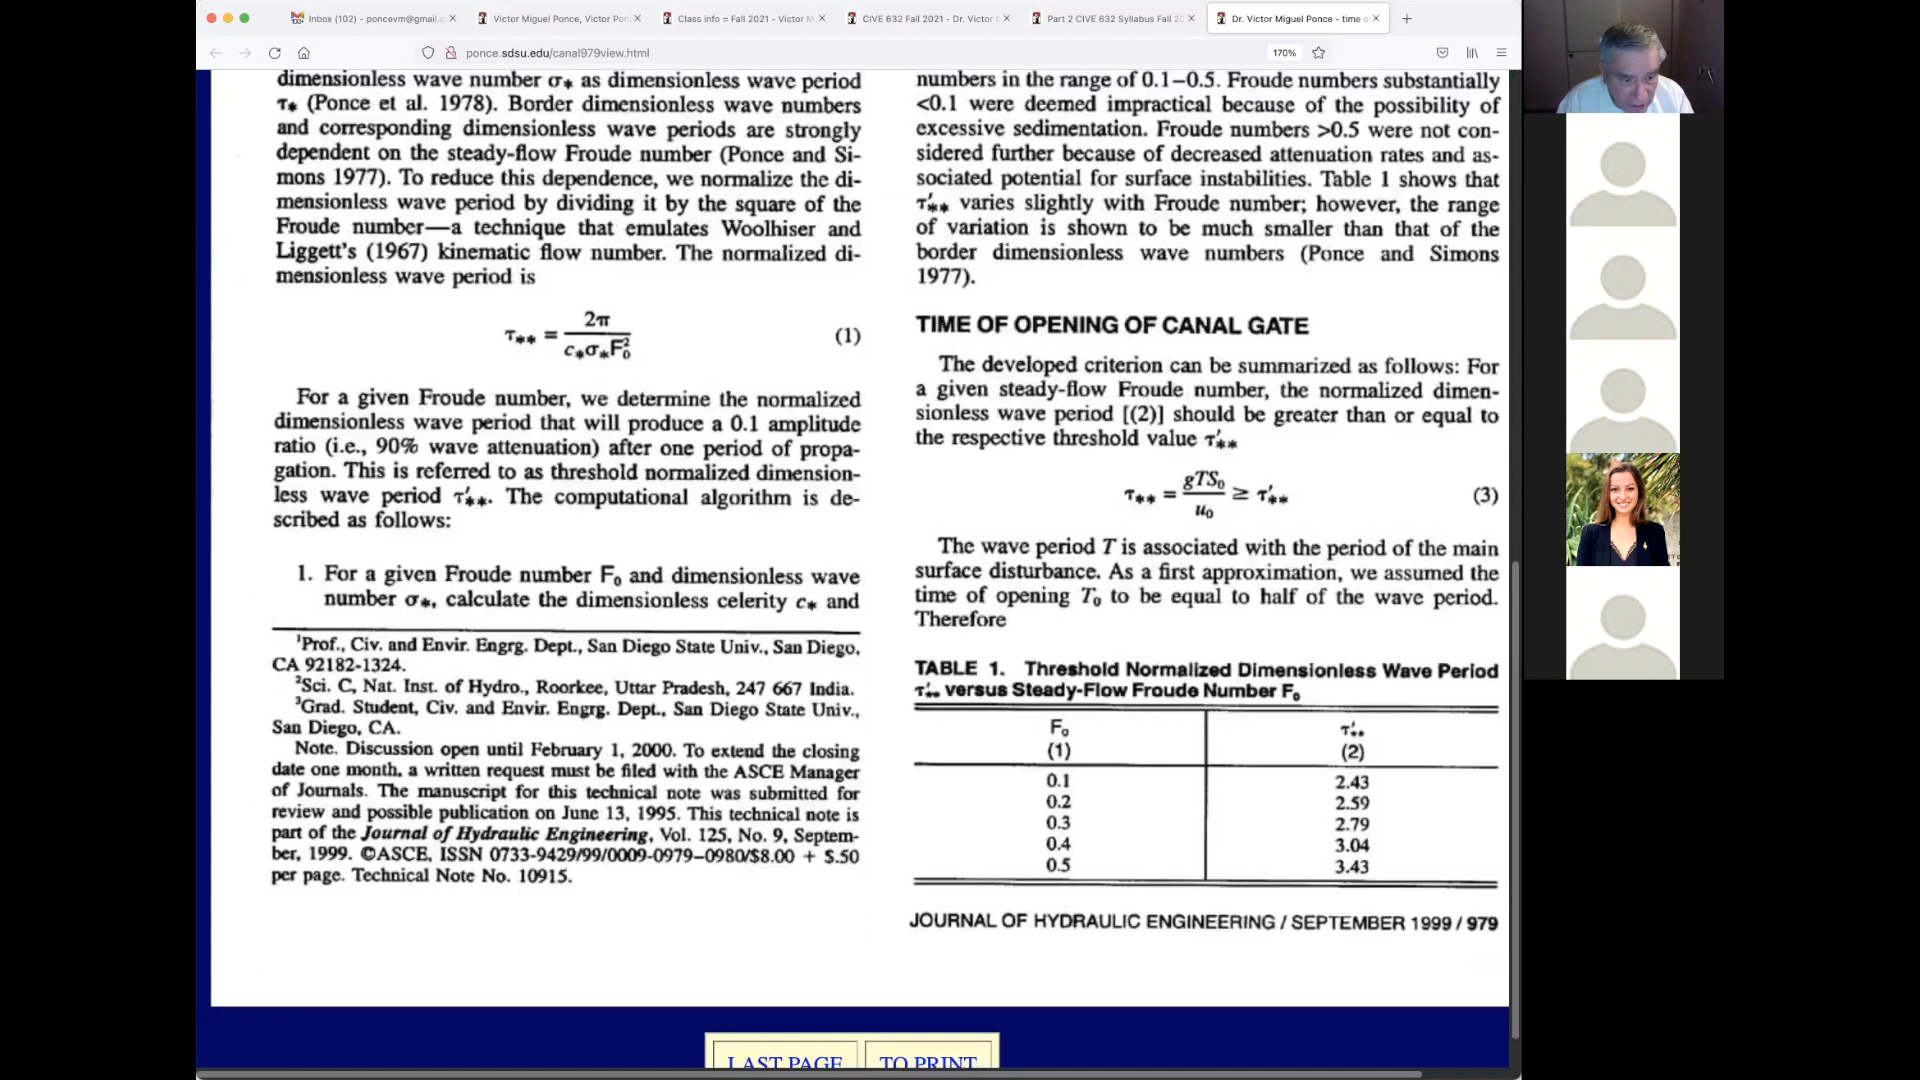 Inbox (102) - poncevm@gmail.c
Victor Miguel Ponce, Victor Pon
Class info = Fall 2021 - Victor M
CIVE 632 Fall 2021 - Dr. Victor
Part 2 CIVE 632 Syllabus Fall 20
Dr. Victor Miguel Ponce - time o
ponce.sdsu.edu/canal979view.html
170%
dimensionless wave number σ* as dimensionless wave period
τ* (Ponce et al. 1978). Border dimensionless wave numbers
and corresponding dimensionless wave periods are strongly
dependent on the steady-flow Froude number (Ponce and Si-
mons 1977). To reduce this dependence, we normalize the di-
mensionless wave period by dividing it by the square of the
Froude number—a technique that emulates Woolhiser and
Liggett's (1967) kinematic flow number. The normalized di-
mensionless wave period is
τ** = 2π / c*σ*F₀² (1)
For a given Froude number, we determine the normalized
dimensionless wave period that will produce a 0.1 amplitude
ratio (i.e., 90% wave attenuation) after one period of propa-
gation. This is referred to as threshold normalized dimension-
less wave period τ'**. The computational algorithm is de-
scribed as follows:
1. For a given Froude number F₀ and dimensionless wave
number σ*, calculate the dimensionless celerity c* and
¹Prof., Civ. and Envir. Engrg. Dept., San Diego State Univ., San Diego,
CA 92182-1324.
²Sci. C, Nat. Inst. of Hydro., Roorkee, Uttar Pradesh, 247 667 India.
³Grad. Student, Civ. and Envir. Engrg. Dept., San Diego State Univ.,
San Diego, CA.
Note. Discussion open until February 1, 2000. To extend the closing
date one month, a written request must be filed with the ASCE Manager
of Journals. The manuscript for this technical note was submitted for
review and possible publication on June 13, 1995. This technical note is
part of the Journal of Hydraulic Engineering, Vol. 125, No. 9, Septem-
ber, 1999. ©ASCE, ISSN 0733-9429/99/0009-0979–0980/$8.00 + $.50
per page. Technical Note No. 10915.
numbers in the range of 0.1–0.5. Froude numbers substantially
<0.1 were deemed impractical because of the possibility of
excessive sedimentation. Froude numbers >0.5 were not con-
sidered further because of decreased attenuation rates and as-
sociated potential for surface instabilities. Table 1 shows that
τ'** varies slightly with Froude number; however, the range
of variation is shown to be much smaller than that of the
border dimensionless wave numbers (Ponce and Simons
1977).
TIME OF OPENING OF CANAL GATE
The developed criterion can be summarized as follows: For
a given steady-flow Froude number, the normalized dimen-
sionless wave period [(2)] should be greater than or equal to
the respective threshold value τ'**
τ** = gTS₀ / u₀ ≥ τ'** (3)
The wave period T is associated with the period of the main
surface disturbance. As a first approximation, we assumed the
time of opening T₀ to be equal to half of the wave period.
Therefore
TABLE 1. Threshold Normalized Dimensionless Wave Period
τ'** versus Steady-Flow Froude Number F₀
F₀ τ'**
(1) (2)
0.1 2.43
0.2 2.59
0.3 2.79
0.4 3.04
0.5 3.43
JOURNAL OF HYDRAULIC ENGINEERING / SEPTEMBER 1999 / 979
LAST PAGE TO PRINT